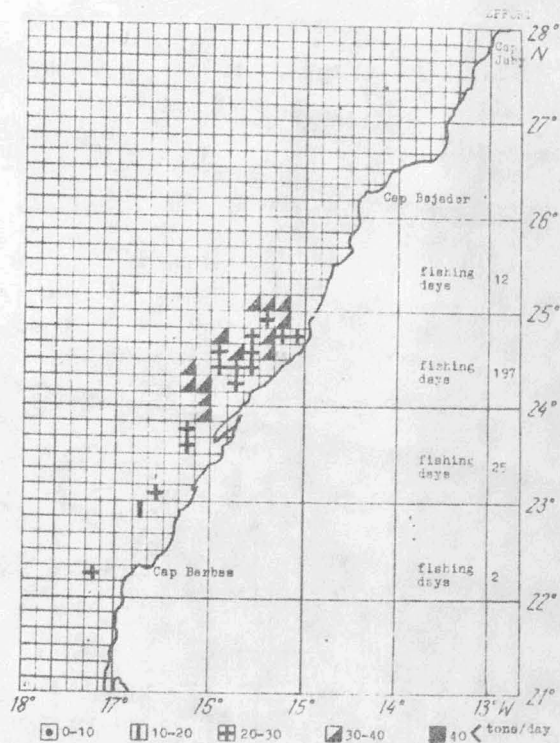 EFFORT
28°
N
Cap
Juby
27°
Cap Bojador
26°
fishing
days 12
25°
fishing
days 197
24°
fishing
days 25
23°
fishing
days 2
Cap Barbas
22°
21°
18° 17° 16° 15° 14° 13° W
0-10 10-20 20-30 30-40 40 < tons/day